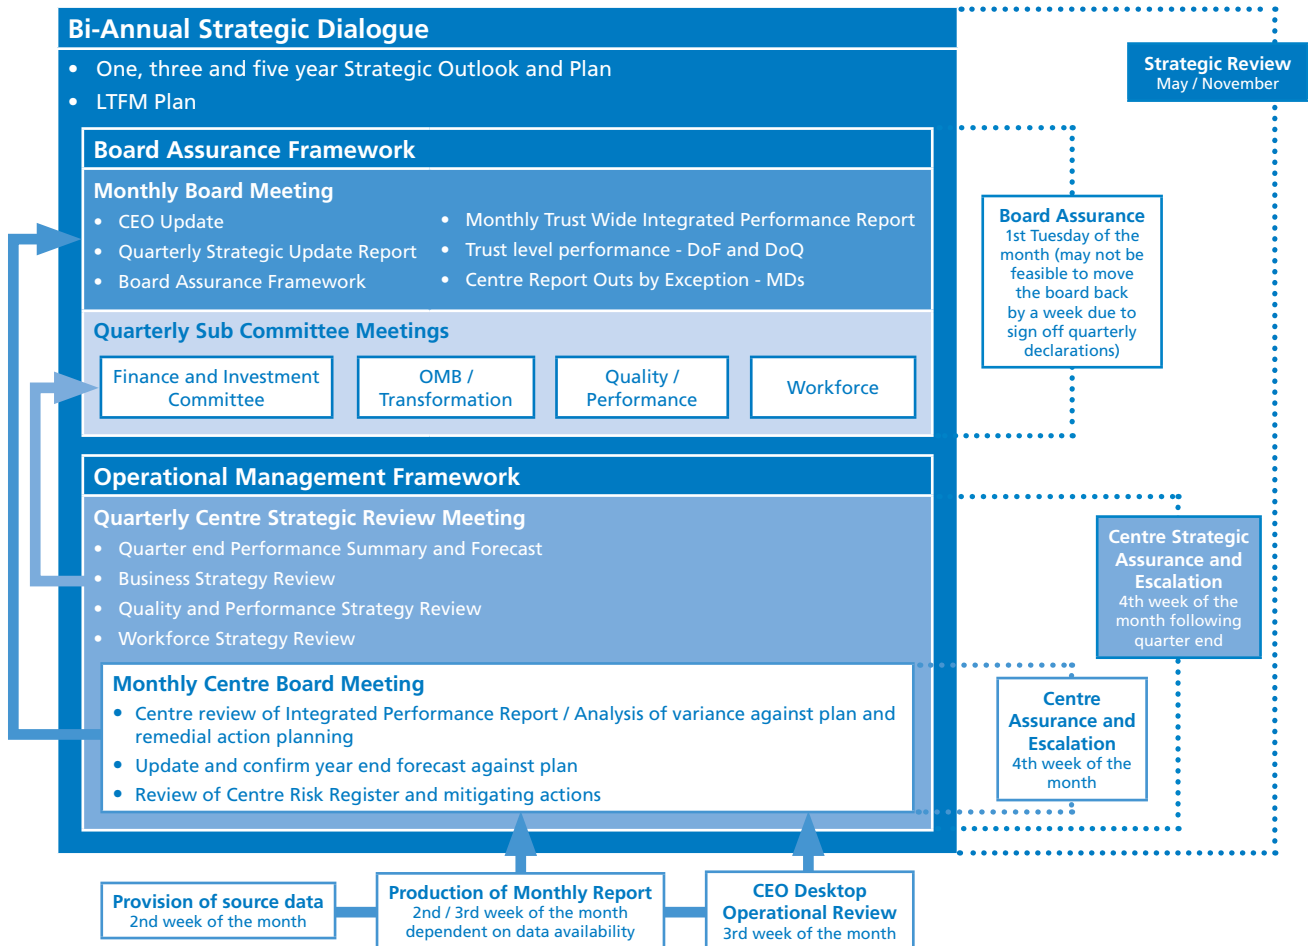 Bi-Annual Strategic Dialogue
• One, three and five year Strategic Outlook and Plan
• LTFM Plan
Strategic Review
May / November
Board Assurance Framework
Monthly Board Meeting
• CEO Update
• Quarterly Strategic Update Report
• Board Assurance Framework
• Monthly Trust Wide Integrated Performance Report
• Trust level performance - DoF and DoQ
• Centre Report Outs by Exception - MDs
Board Assurance
1st Tuesday of the
month (may not be
feasible to move
the board back
by a week due to
sign off quarterly
declarations)
Quarterly Sub Committee Meetings
Finance and Investment
Committee
OMB /
Transformation
Quality /
Performance
Workforce
Operational Management Framework
Quarterly Centre Strategic Review Meeting
• Quarter end Performance Summary and Forecast
• Business Strategy Review
• Quality and Performance Strategy Review
• Workforce Strategy Review
Centre Strategic
Assurance and
Escalation
4th week of the
month following
quarter end
Monthly Centre Board Meeting
• Centre review of Integrated Performance Report / Analysis of variance against plan and
remedial action planning
• Update and confirm year end forecast against plan
• Review of Centre Risk Register and mitigating actions
Centre
Assurance and
Escalation
4th week of the
month
Provision of source data
2nd week of the month
Production of Monthly Report
2nd / 3rd week of the month
dependent on data availability
CEO Desktop
Operational Review
3rd week of the month